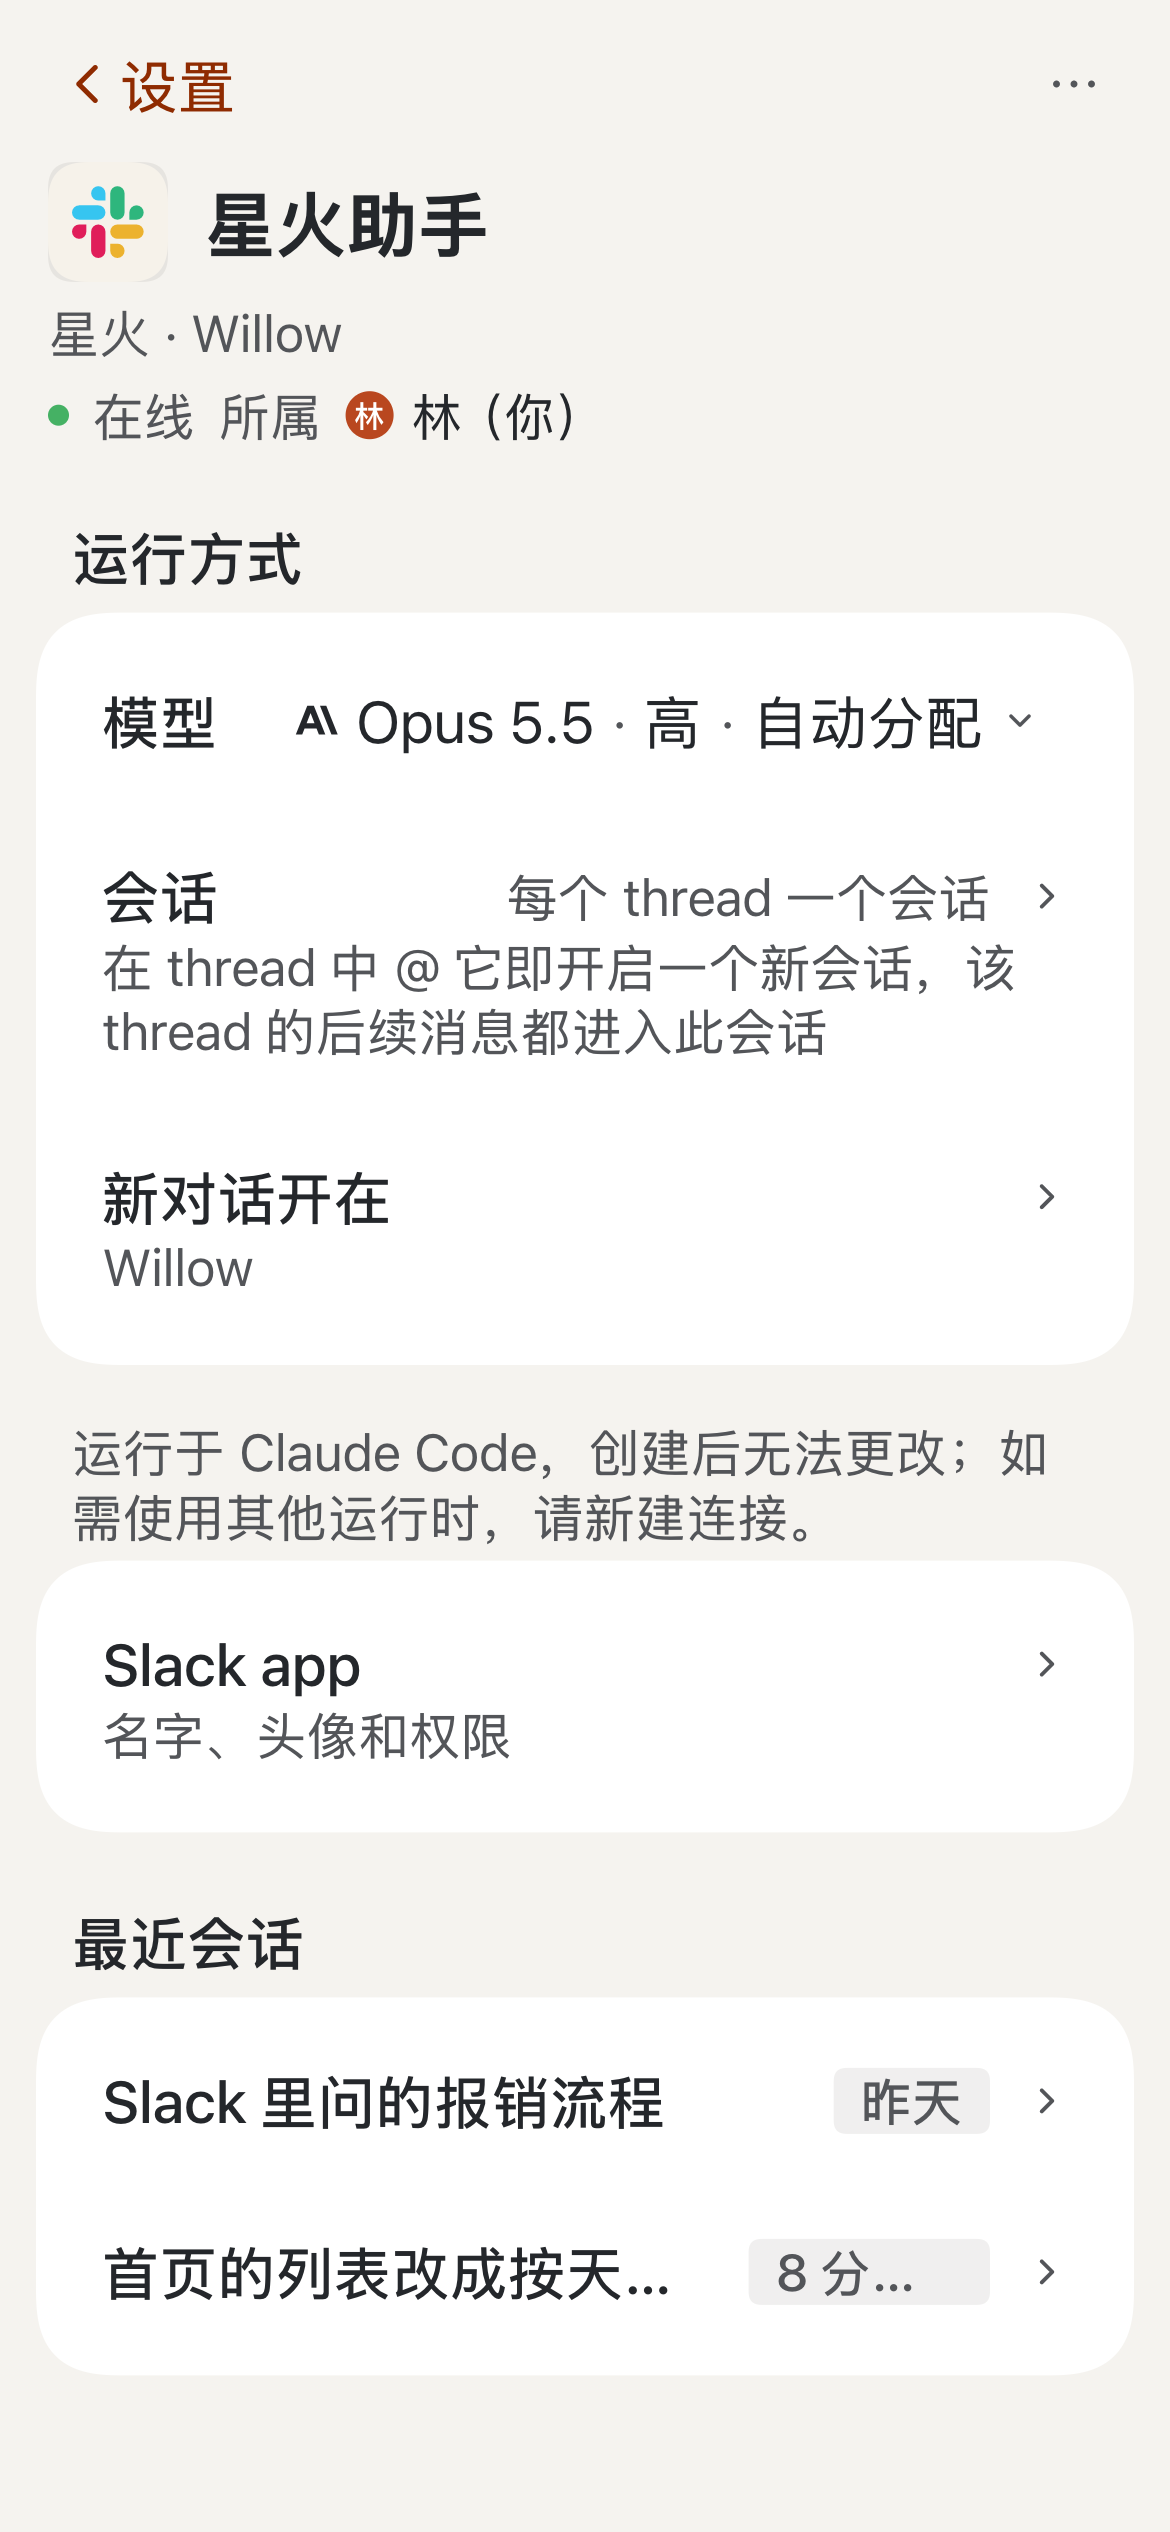 设置
星火助手
星火 · Willow
在线 所属 林 林（你）
运行方式
模型 Opus 5.5 · 高 · 自动分配
会话 每个 thread 一个会话
在 thread 中 @ 它即开启一个新会话，该
thread 的后续消息都进入此会话
新对话开在
Willow
运行于 Claude Code，创建后无法更改；如
需使用其他运行时，请新建连接。
Slack app
名字、头像和权限
最近会话
Slack 里问的报销流程 昨天
首页的列表改成按天... 8 分...